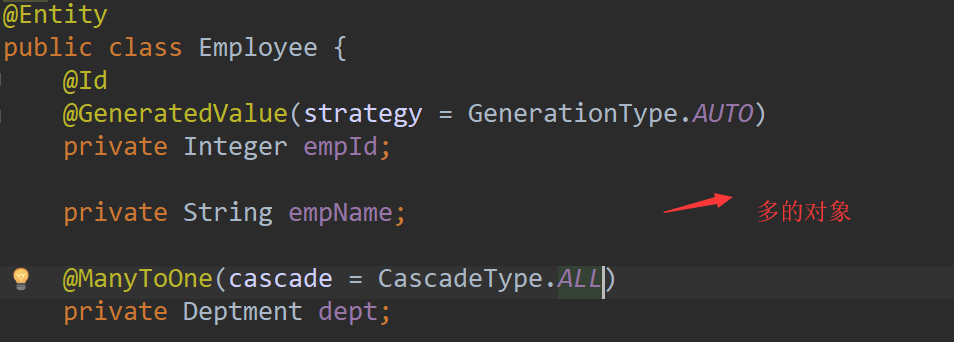 @Entity
public class Employee {
@Id
@GeneratedValue(strategy = GenerationType.AUTO)
private Integer empId;
private String empName;
多的对象
@ManyToOne(cascade = CascadeType.ALL)
private Deptment dept;